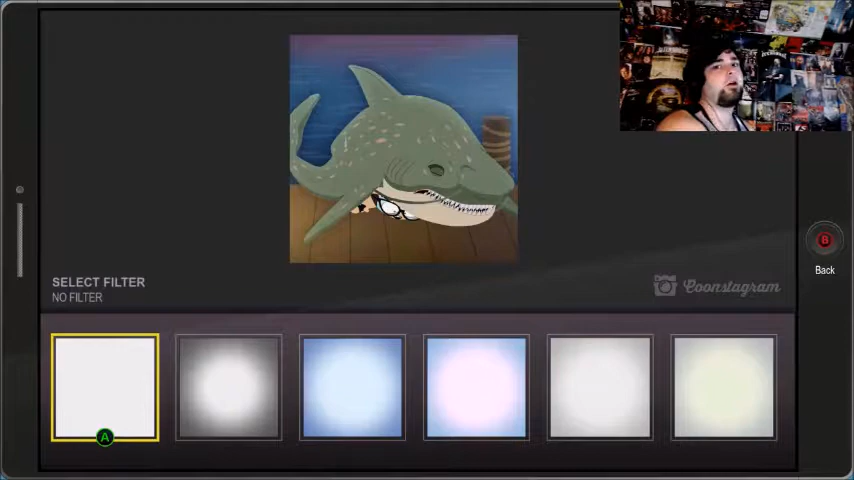 SELECT FILTER
NO FILTER
Coonstagram
B
Back
A